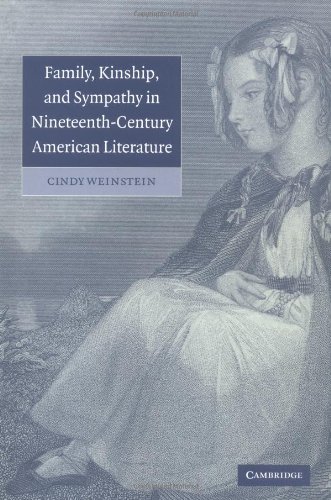 Family, Kinship,
and Sympathy in
Nineteenth-Century
American Literature
CINDY WEINSTEIN
CAMBRIDGE